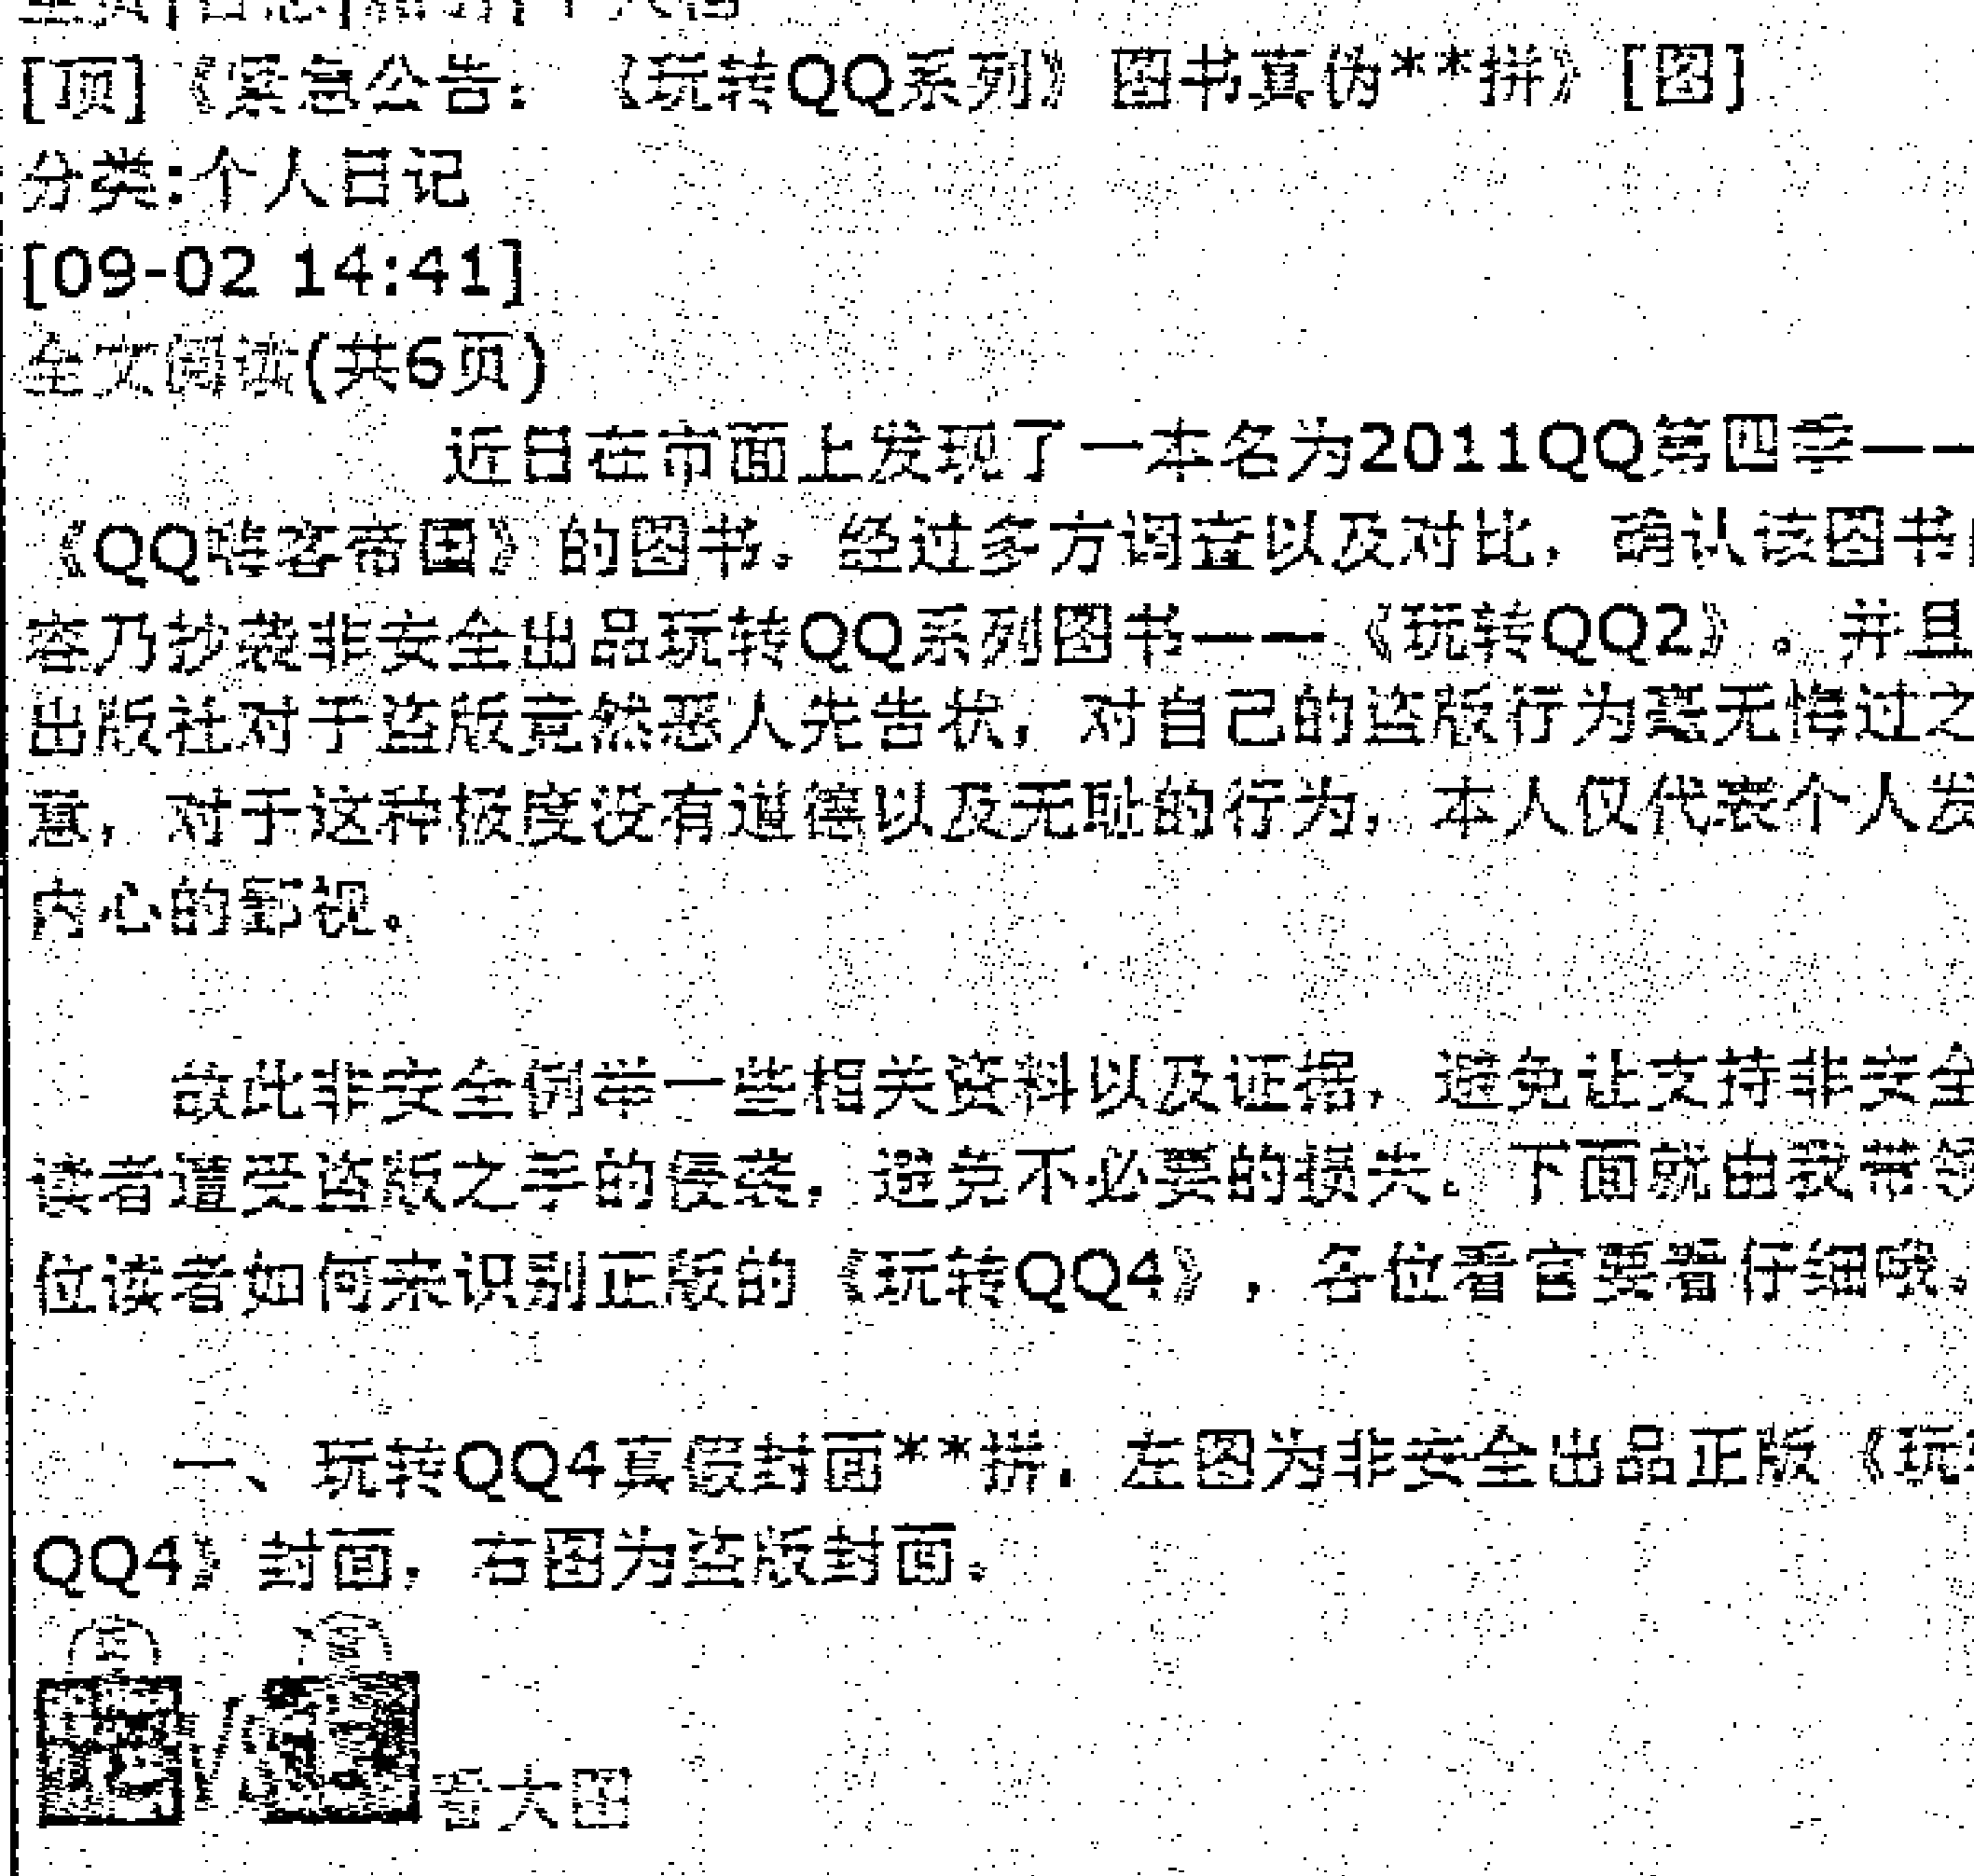 [顶]《紧急公告：《玩转QQ系列》图书真伪**拼》[图]
分类:个人日记
[09-02 14:41]
全文阅读(共6页)
近日在市面上发现了一本名为2011QQ第四季——
《QQ骇客帝国》的图书。经过多方调查以及对比，确认该图书
容乃抄袭非安全出品玩转QQ系列图书——《玩转QQ2》。并且
出版社对于盗版竟然恶人先告状，对自己的盗版行为毫无悔过之
意，对于这种极度没有道德以及无耻的行为，本人仅代表个人发
内心的鄙视。
故此非安全例举一些相关资料以及证据，避免让支持非安全
读者遭受盗版之手的侵袭，避免不必要的损失。下面就由我带领
位读者如何来识别正版的《玩转QQ4》，各位看官要看仔细哦。
一、玩转QQ4真假封面**拼，左图为非安全出品正版《玩转
QQ4》封面，右图为盗版封面。
看大图